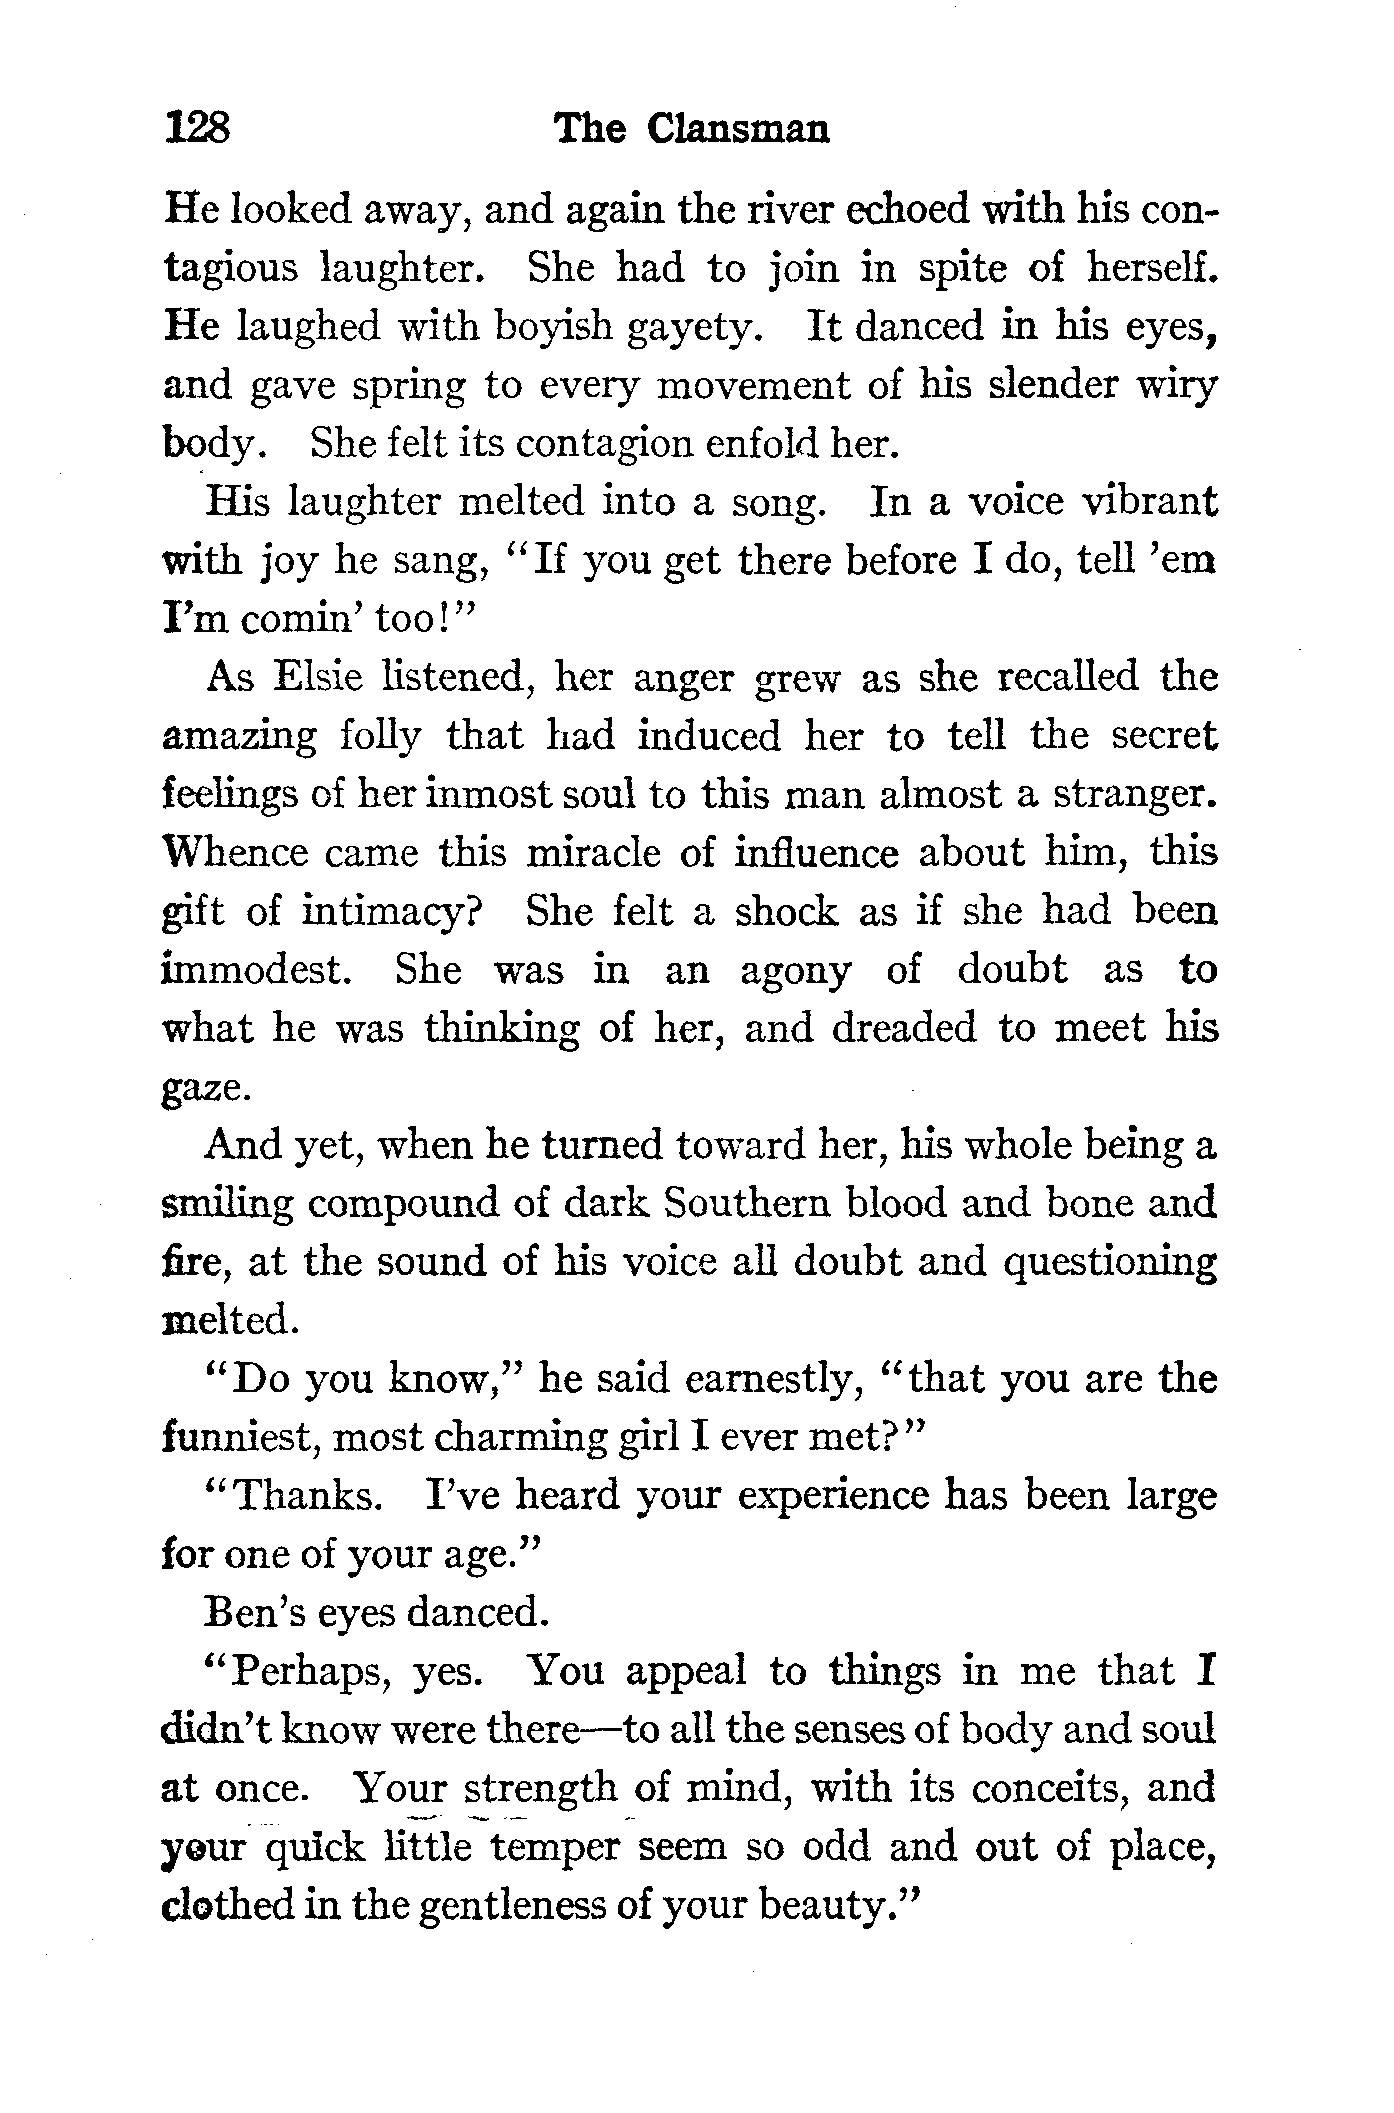 128 The Clansman
He looked away, and again the river echoed with his con-
tagious laughter. She had to join in spite of herself.
He laughed with boyish gayety. It danced in his eyes,
and gave spring to every movement of his slender wiry
body. She felt its contagion enfold her.
His laughter melted into a song. In a voice vibrant
with joy he sang, “If you get there before I do, tell ’em
I’m comin’ too!”
As Elsie listened, her anger grew as she recalled the
amazing folly that had induced her to tell the secret
feelings of her inmost soul to this man almost a stranger.
Whence came this miracle of influence about him, this
gift of intimacy? She felt a shock as if she had been
immodest. She was in an agony of doubt as to
what he was thinking of her, and dreaded to meet his
gaze.
And yet, when he turned toward her, his whole being a
smiling compound of dark Southern blood and bone and
fire, at the sound of his voice all doubt and questioning
melted.
“Do you know,” he said earnestly, “that you are the
funniest, most charming girl I ever met?”
“Thanks. I’ve heard your experience has been large
for one of your age.”
Ben’s eyes danced.
“Perhaps, yes. You appeal to things in me that I
didn’t know were there—to all the senses of body and soul
at once. Your strength of mind, with its conceits, and
your quick little temper seem so odd and out of place,
clothed in the gentleness of your beauty.”